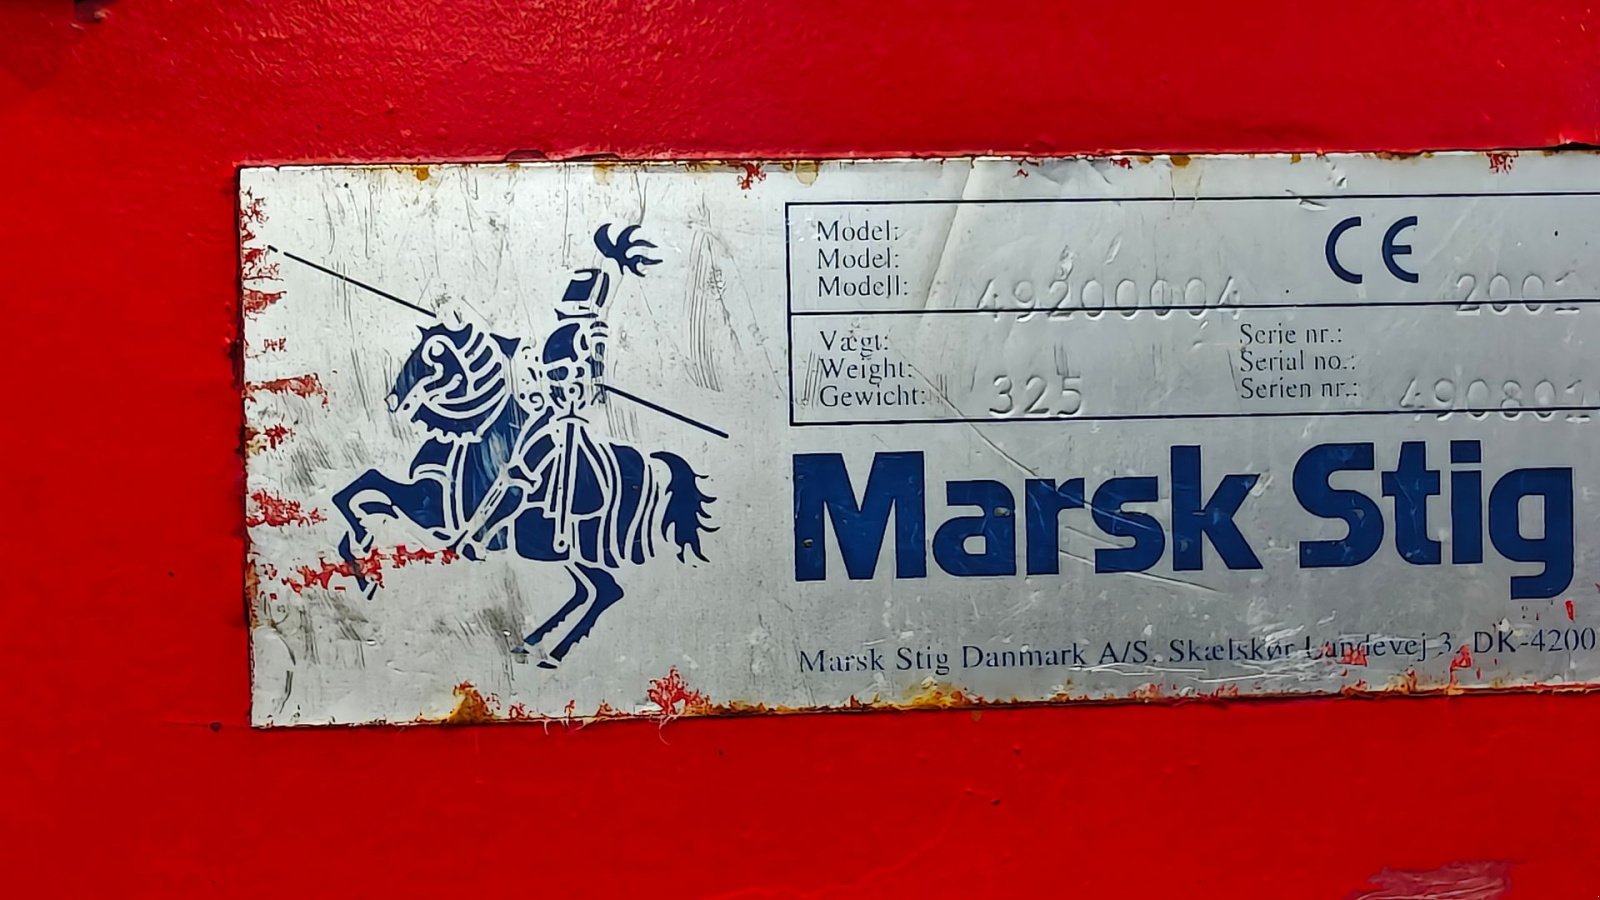 Model:
Model:
Modell: 49200004 CE 2001
Vægt:
Weight:
Gewicht: 325
Serie nr.:
Serial no.:
Serien nr.: 490801
Marsk Stig
Marsk Stig Danmark A/S, Skælskør Landevej 3, DK-4200